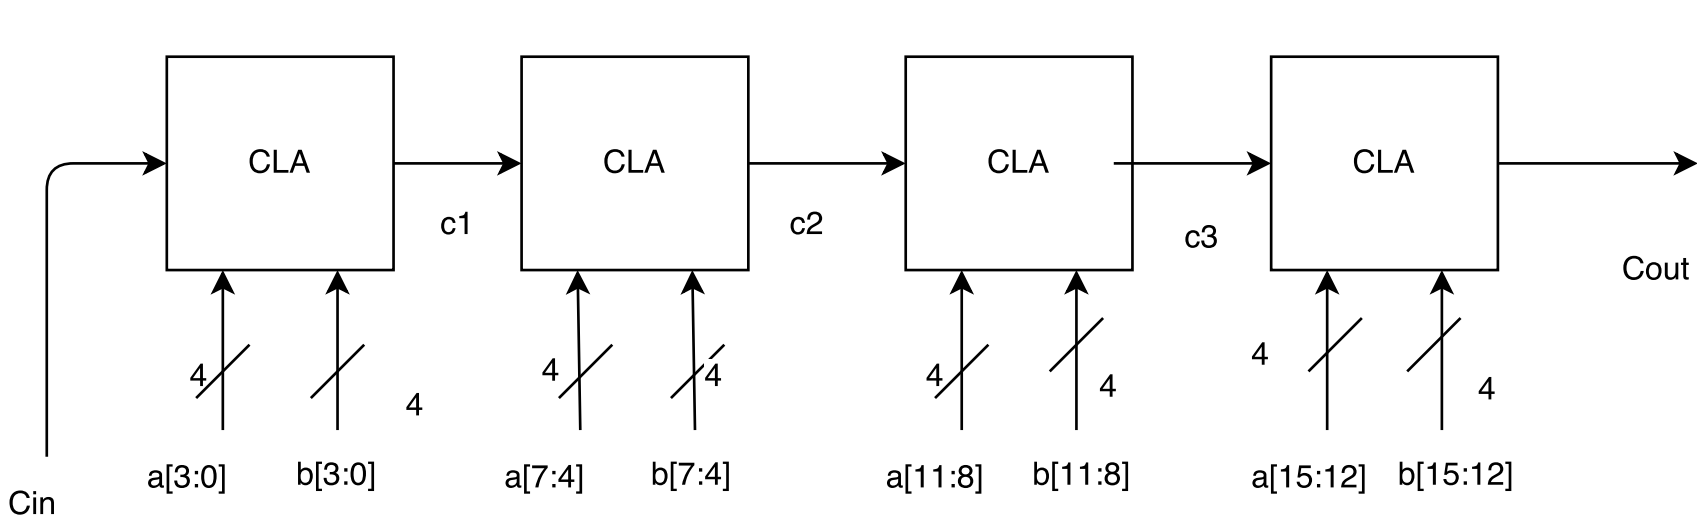 CLA CLA CLA CLA
c1 c2 c3
Cout
4 4 4 4 4 4 4 4
a[3:0] b[3:0] a[7:4] b[7:4] a[11:8] b[11:8] a[15:12] b[15:12]
Cin